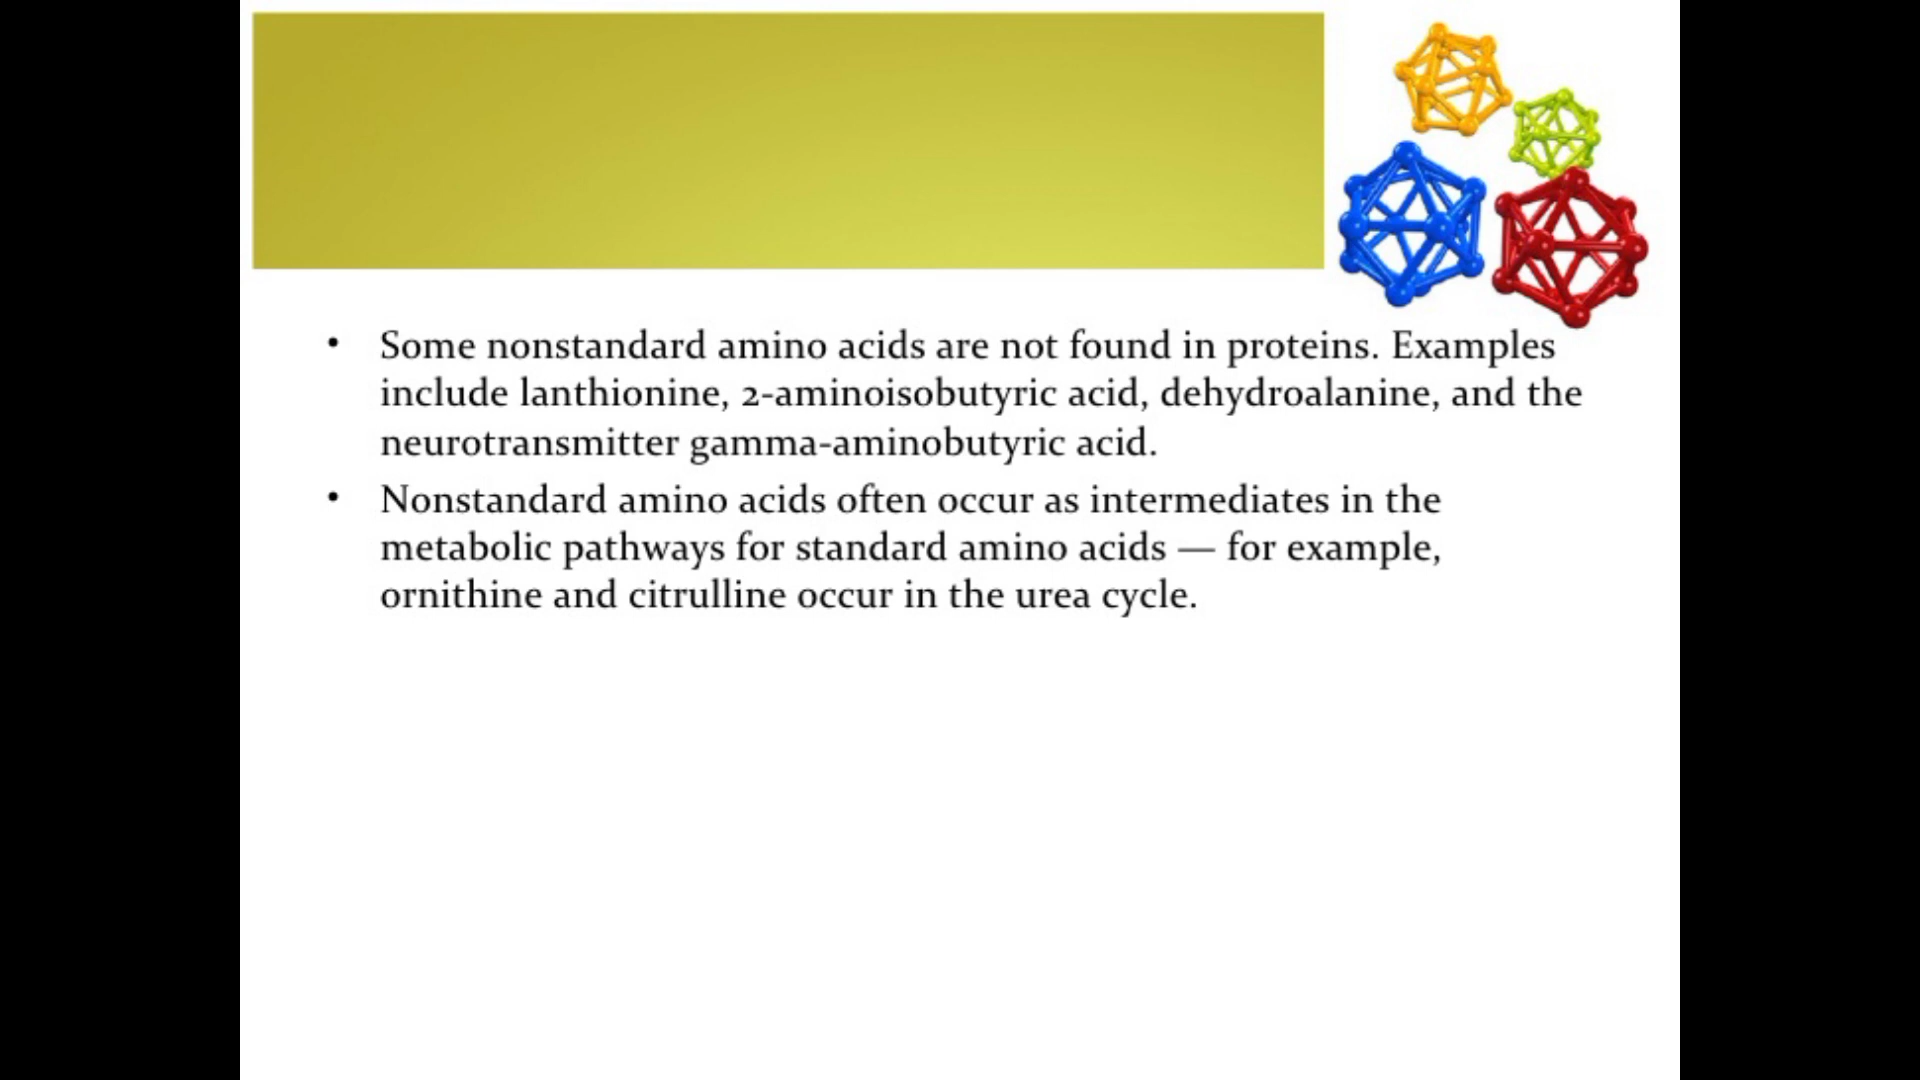 • Some nonstandard amino acids are not found in proteins. Examples
include lanthionine, 2-aminoisobutyric acid, dehydroalanine, and the
neurotransmitter gamma-aminobutyric acid.
• Nonstandard amino acids often occur as intermediates in the
metabolic pathways for standard amino acids — for example,
ornithine and citrulline occur in the urea cycle.